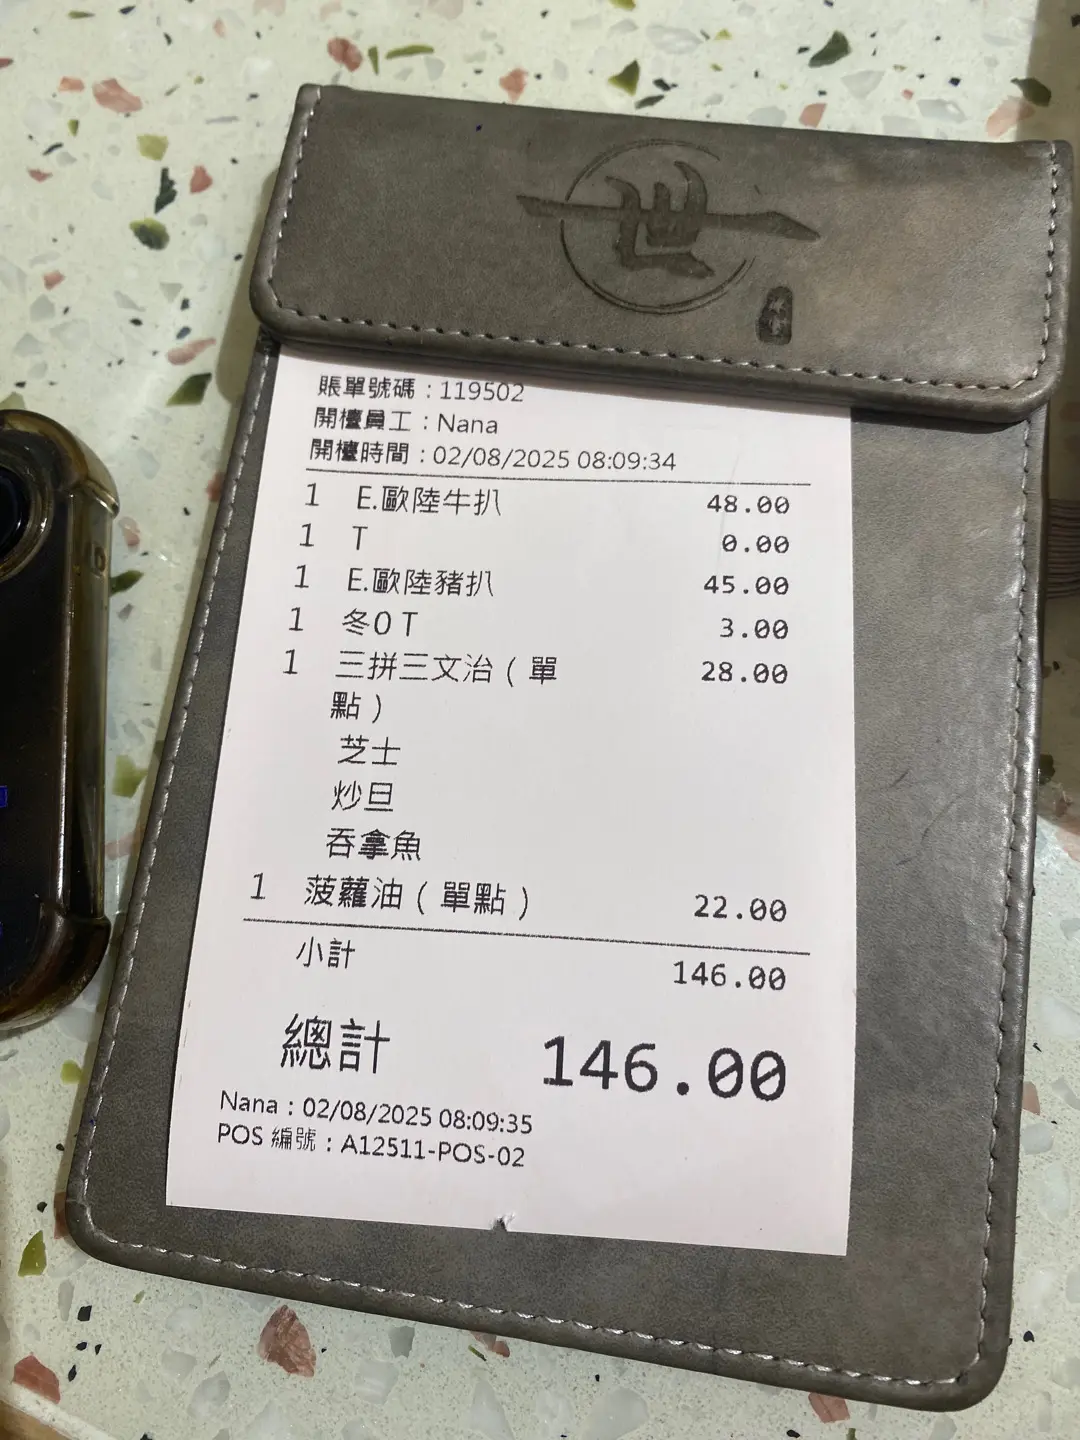 世
賬單號碼：119502
開檯員工：Nana
開檯時間：02/08/2025 08:09:34
1 E.歐陸牛扒 48.00
1 T 0.00
1 E.歐陸豬扒 45.00
1 冬O T 3.00
1 三拼三文治（單 28.00
點）
芝士
炒旦
吞拿魚
1 菠蘿油（單點） 22.00
小計 146.00
總計 146.00
Nana：02/08/2025 08:09:35
POS 編號：A12511-POS-02